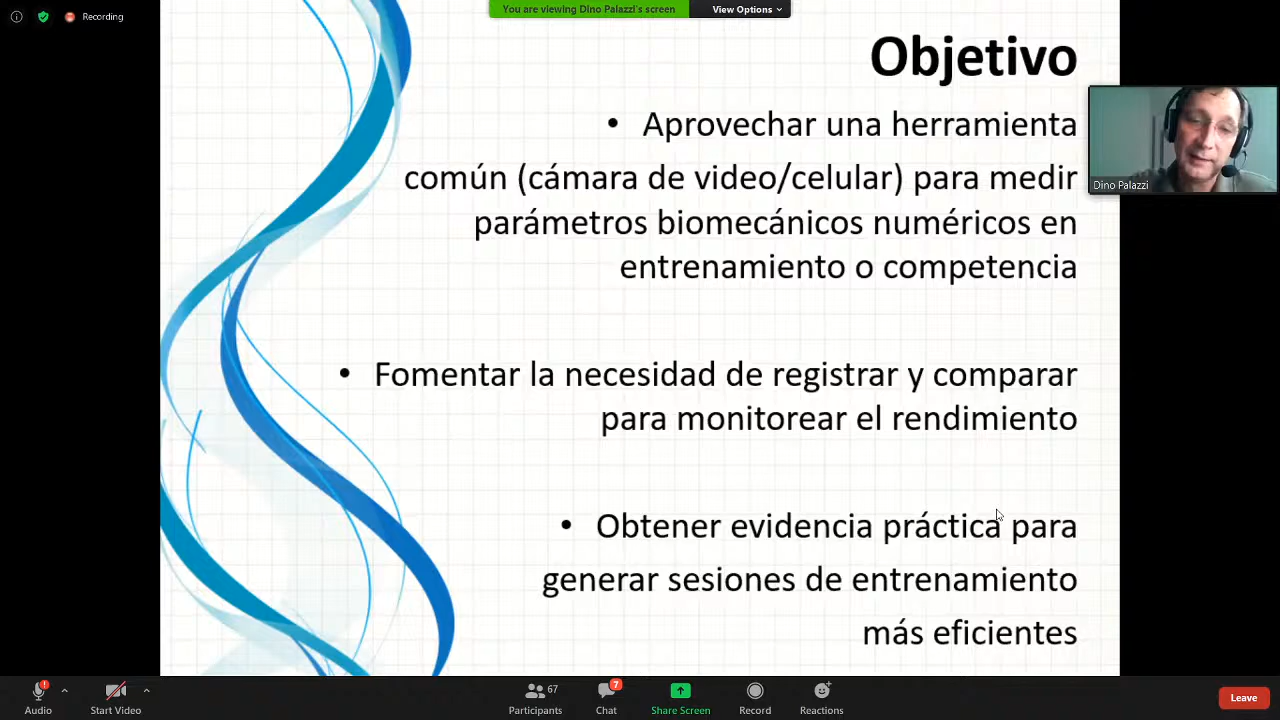 Recording
You are viewing Dino Palazzi's screen
View Options
Objetivo
• Aprovechar una herramienta
común (cámara de video/celular) para medir
parámetros biomecánicos numéricos en
entrenamiento o competencia
• Fomentar la necesidad de registrar y comparar
para monitorear el rendimiento
• Obtener evidencia práctica para
generar sesiones de entrenamiento
más eficientes
Dino Palazzi
Audio
Start Video
67
Participants
7
Chat
Share Screen
Record
Reactions
Leave